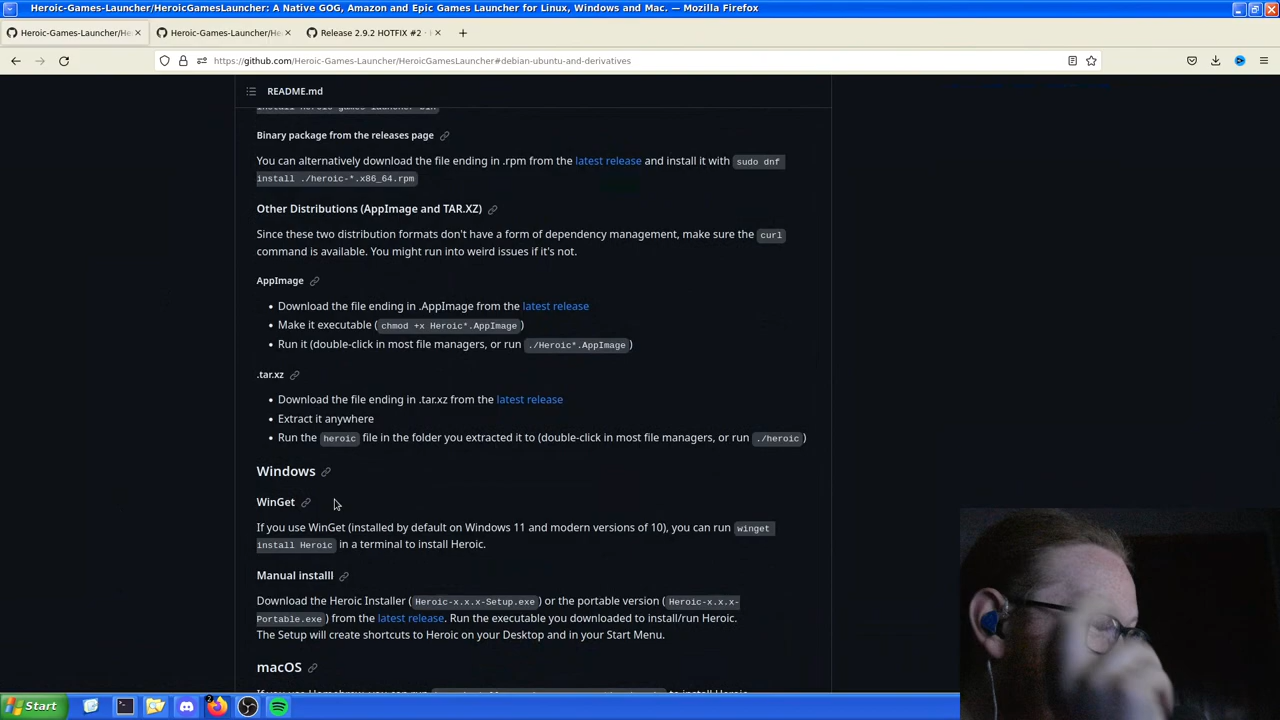 Heroic-Games-Launcher/HeroicGamesLauncher: A Native GOG, Amazon and Epic Games Launcher for Linux, Windows and Mac. — Mozilla Firefox
Heroic-Games-Launcher/He
Heroic-Games-Launcher/He
Release 2.9.2 HOTFIX #2 ·
https://github.com/Heroic-Games-Launcher/HeroicGamesLauncher#debian-ubuntu-and-derivatives
README.md
install heroic-games-launcher-bin
Binary package from the releases page
You can alternatively download the file ending in .rpm from the latest release and install it with sudo dnf
install ./heroic-*.x86_64.rpm
Other Distributions (AppImage and TAR.XZ)
Since these two distribution formats don't have a form of dependency management, make sure the curl
command is available. You might run into weird issues if it's not.
AppImage
• Download the file ending in .AppImage from the latest release
• Make it executable ( chmod +x Heroic*.AppImage )
• Run it (double-click in most file managers, or run ./Heroic*.AppImage )
.tar.xz
• Download the file ending in .tar.xz from the latest release
• Extract it anywhere
• Run the heroic file in the folder you extracted it to (double-click in most file managers, or run ./heroic )
Windows
WinGet
If you use WinGet (installed by default on Windows 11 and modern versions of 10), you can run winget
install Heroic in a terminal to install Heroic.
Manual installl
Download the Heroic Installer ( Heroic-x.x.x-Setup.exe ) or the portable version ( Heroic-x.x.x-
Portable.exe ) from the latest release. Run the executable you downloaded to install/run Heroic.
The Setup will create shortcuts to Heroic on your Desktop and in your Start Menu.
macOS
Start